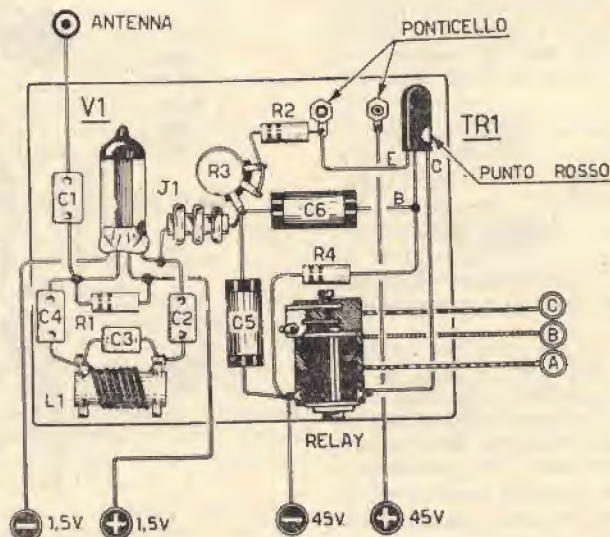 ANTENNA
PONTICELLO
V1
R2
TR1
E
C
PUNTO ROSSO
R3
J1
C1
C6
B
R4
C4
R1
C2
C5
C3
C
B
A
L1
RELAY
- 1,5V
+ 1,5V
- 45V
+ 45V